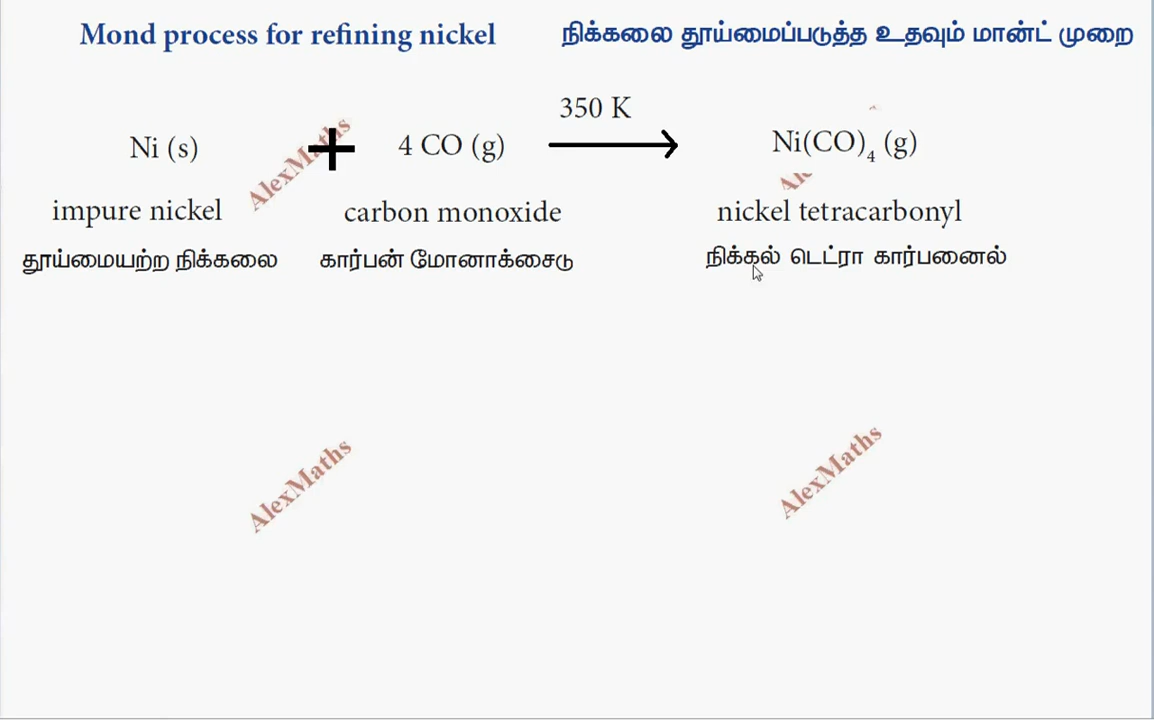 Mond process for refining nickel நிக்கலை தூய்மைப்படுத்த உதவும் மான்ட் முறை
350 K
Ni (s) + 4 CO (g) → Ni(CO)₄ (g)
impure nickel carbon monoxide nickel tetracarbonyl
தூய்மையற்ற நிக்கலை கார்பன் மோனாக்சைடு நிக்கல் டெட்ரா கார்பனைல்
AlexMaths
AlexMaths
AlexMaths